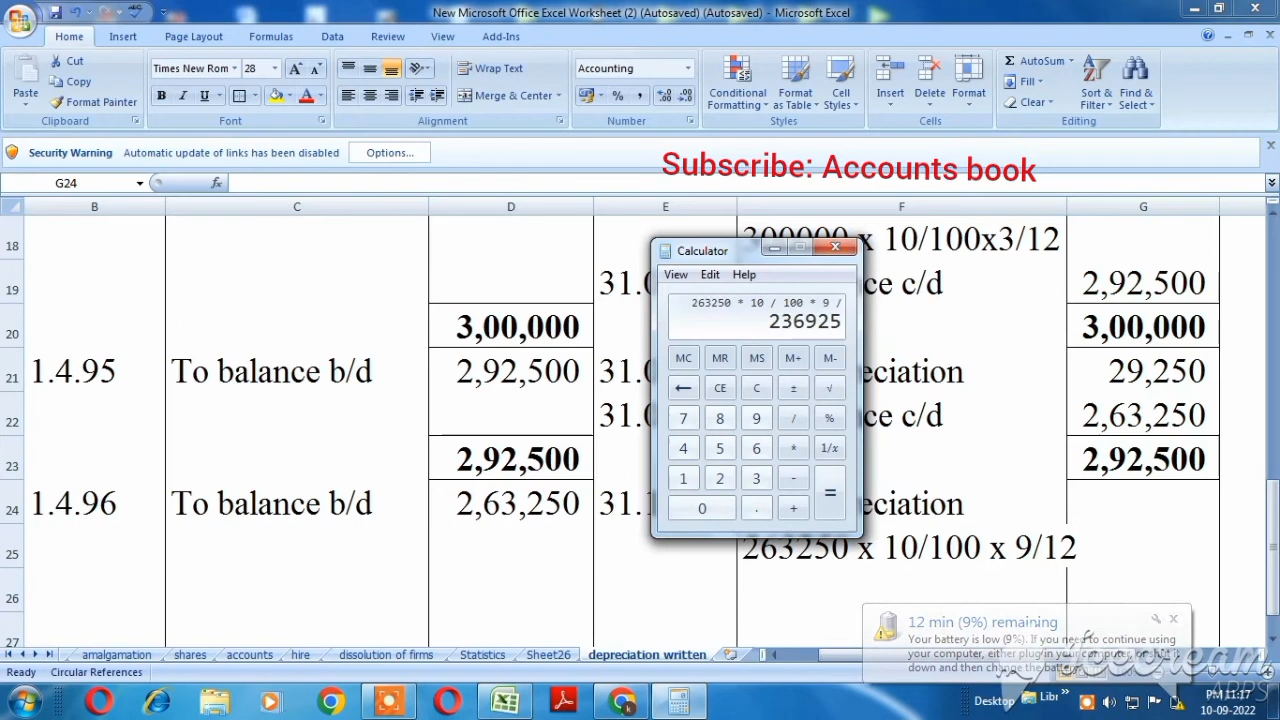 New Microsoft Office Excel Worksheet (2) (Autosaved) (Autosaved) - Microsoft Excel
Home Insert Page Layout Formulas Data Review View Add-Ins
Paste Cut Copy Format Painter
Clipboard
Times New Rom 28
B I U
Font
Wrap Text
Merge & Center
Alignment
Accounting
Number
Conditional Formatting Format as Table Cell Styles
Styles
Insert Delete Format
Cells
AutoSum Fill Clear Sort & Filter Find & Select
Editing
Security Warning Automatic update of links has been disabled Options...
Subscribe: Accounts book
G24 fx
B C D E F G
18 300000 x 10/100x3/12
19 31.0 ce c/d 2,92,500
20 3,00,000 3,00,000
21 1.4.95 To balance b/d 2,92,500 31.0 eciation 29,250
22 31.0 ce c/d 2,63,250
23 2,92,500 2,92,500
24 1.4.96 To balance b/d 2,63,250 31.1 eciation
25 263250 x 10/100 x 9/12
26
27
Calculator
View Edit Help
263250 * 10 / 100 * 9 /
236925
MC MR MS M+ M-
← CE C ± √
7 8 9 / %
4 5 6 * 1/x
1 2 3 - =
0 . +
12 min (9%) remaining
Your battery is low (9%). If you need to continue using
your computer, either plug in your computer, or shut it
down and then change the battery.
amalgamation shares accounts hire dissolution of firms Statistics Sheet26 depreciation written
Ready Circular References
Desktop Libr »
PM 11:17
10-09-2022